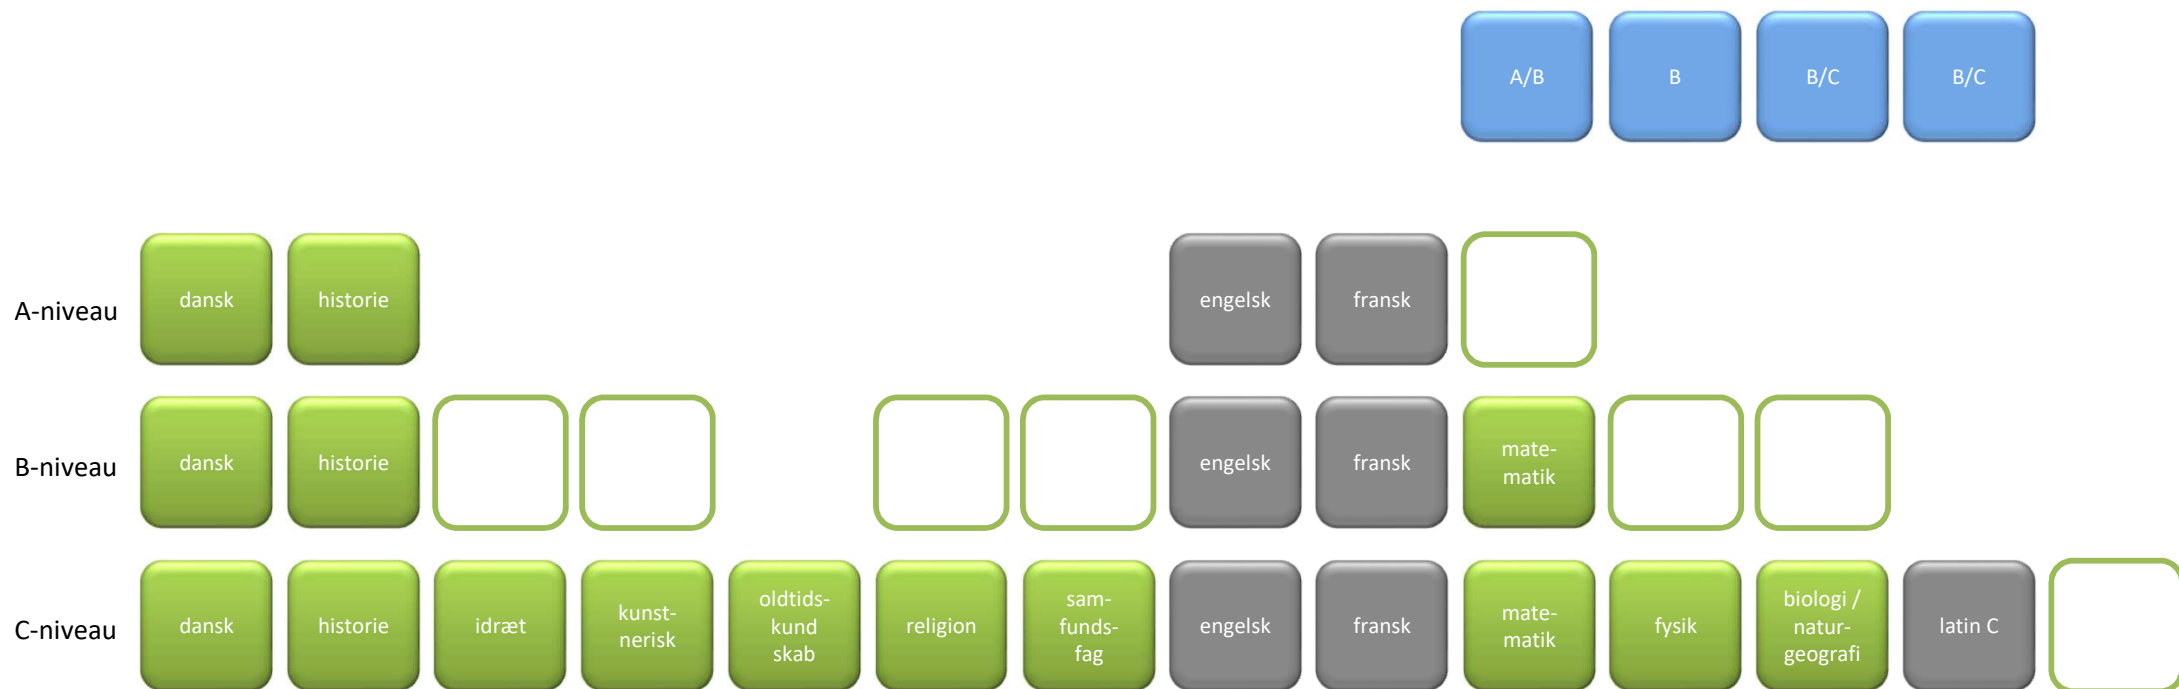 A/B
B
B/C
B/C
A-niveau
dansk
historie
engelsk
fransk
B-niveau
dansk
historie
engelsk
fransk
mate-
matik
C-niveau
dansk
historie
idræt
kunst-
nerisk
oldtids-
kund
skab
religion
sam-
funds-
fag
engelsk
fransk
mate-
matik
fysik
biologi /
natur-
geografi
latin C